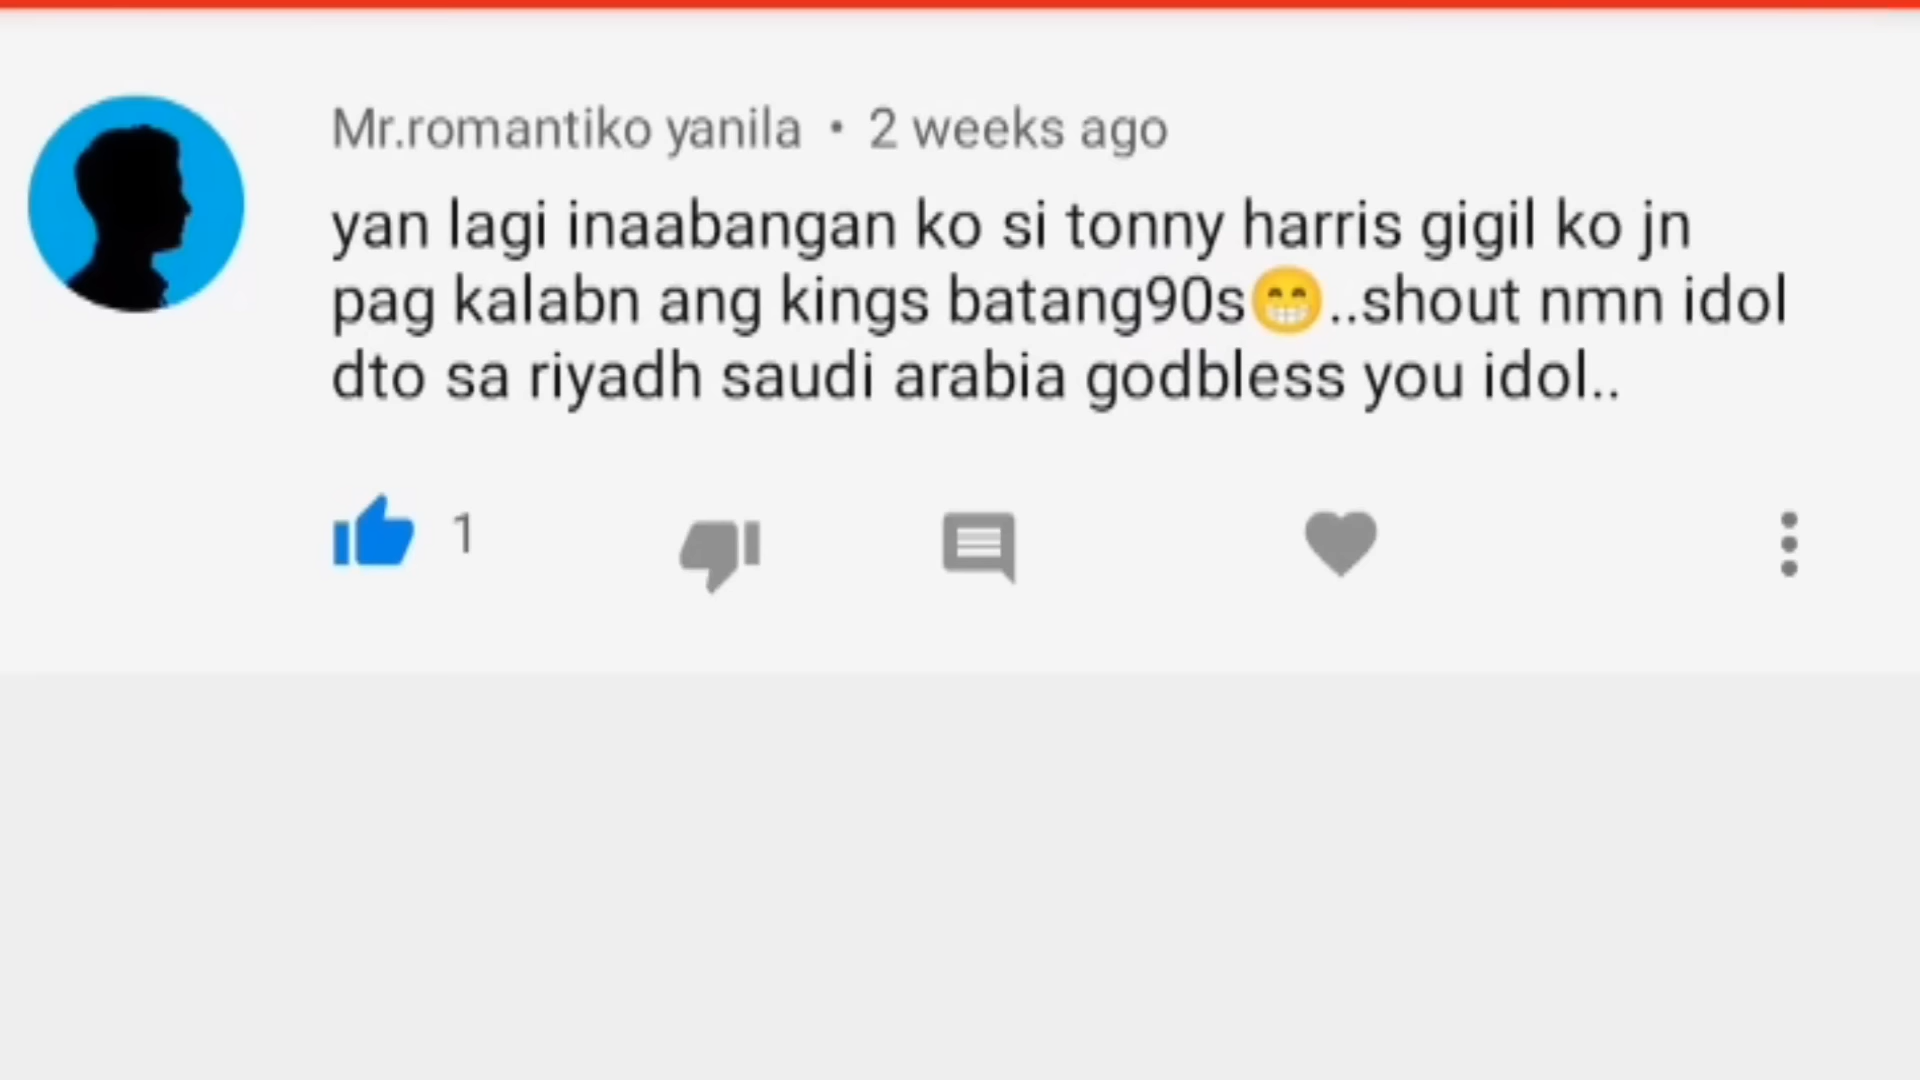 Mr.romantiko yanila • 2 weeks ago
yan lagi inaabangan ko si tonny harris gigil ko jn
pag kalabn ang kings batang90s😁..shout nmn idol
dto sa riyadh saudi arabia godbless you idol..
1